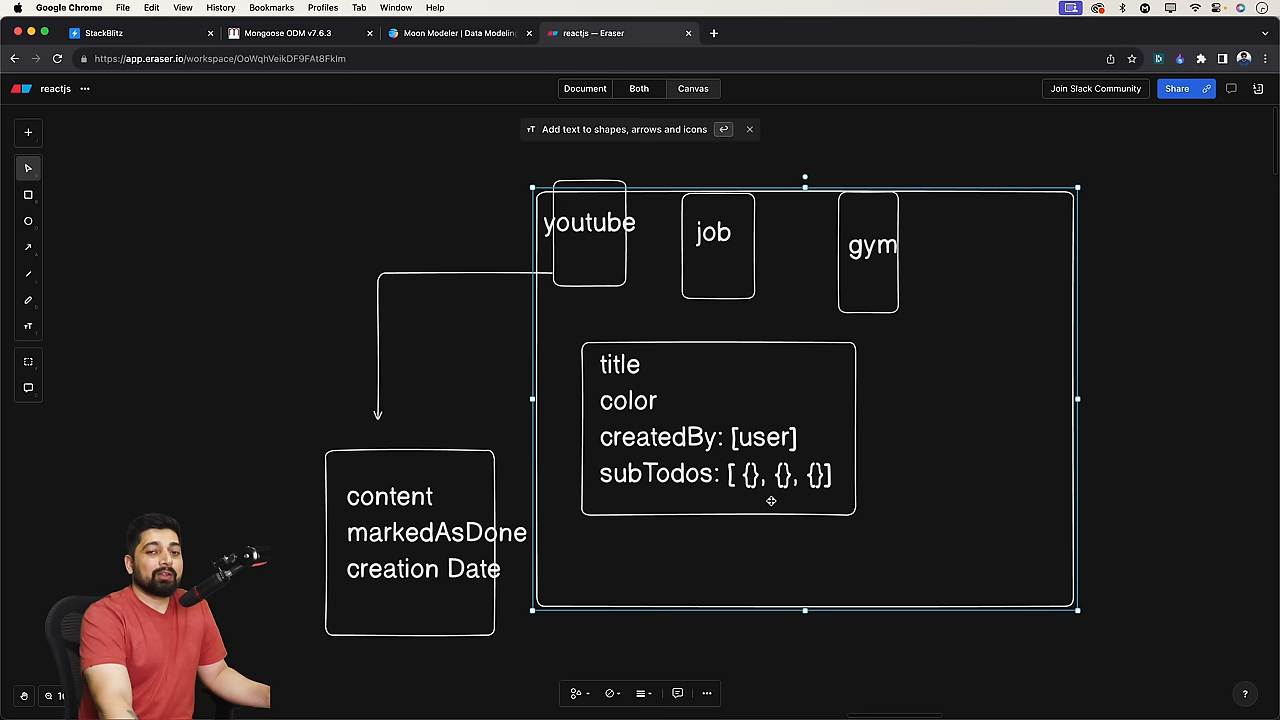 Google Chrome File Edit View History Bookmarks Profiles Tab Window Help
StackBlitz
Mongoose ODM v7.6.3
Moon Modeler | Data Modeling
reactjs — Eraser
https://app.eraser.io/workspace/OoWqhVeikDF9FAt8FkIm
reactjs
Document Both Canvas
Join Slack Community
Share
Add text to shapes, arrows and icons
youtube
job
gym
title
color
createdBy: [user]
subTodos: [ {}, {}, {}]
content
markedAsDone
creation Date
?